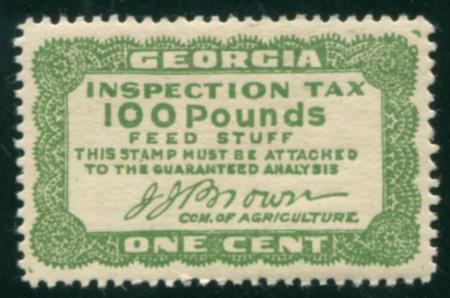 GEORGIA
INSPECTION TAX
100 Pounds
FEED STUFF
THIS STAMP MUST BE ATTACHED
TO THE GUARANTEED ANALYSIS
J J Brown
COM. OF AGRICULTURE.
ONE CENT